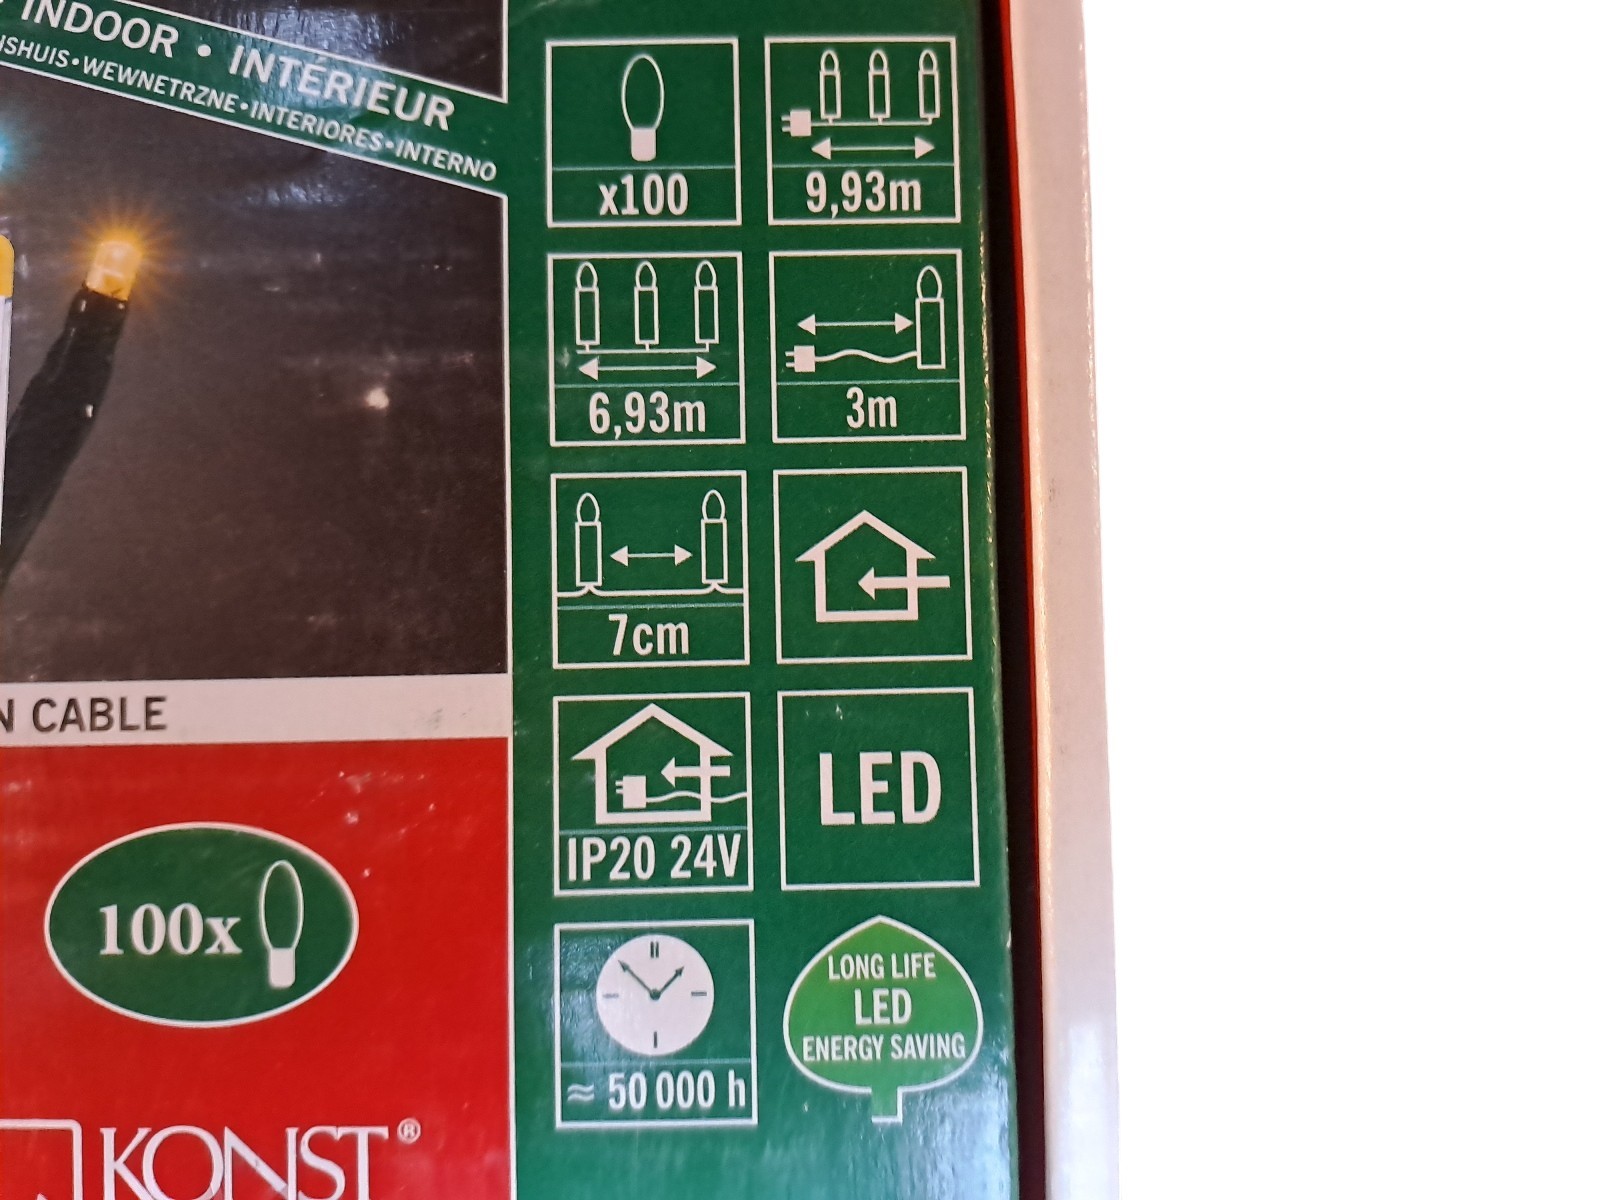 INDOOR • INTÉRIEUR
WEWNETRZNE • INTERIORES • INTERNO
x100
9,93m
6,93m
3m
7cm
IP20 24V
LED
≈ 50 000 h
LONG LIFE
LED
ENERGY SAVING
CABLE
100x
KONST®